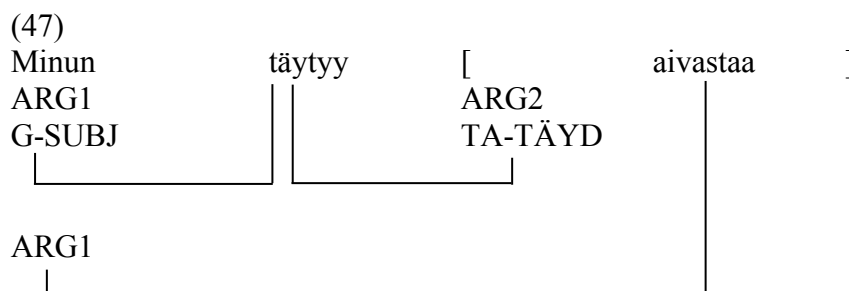 (47)
Minun täytyy [ aivastaa ]
ARG1 ARG2
G-SUBJ TA-TÄYD
ARG1